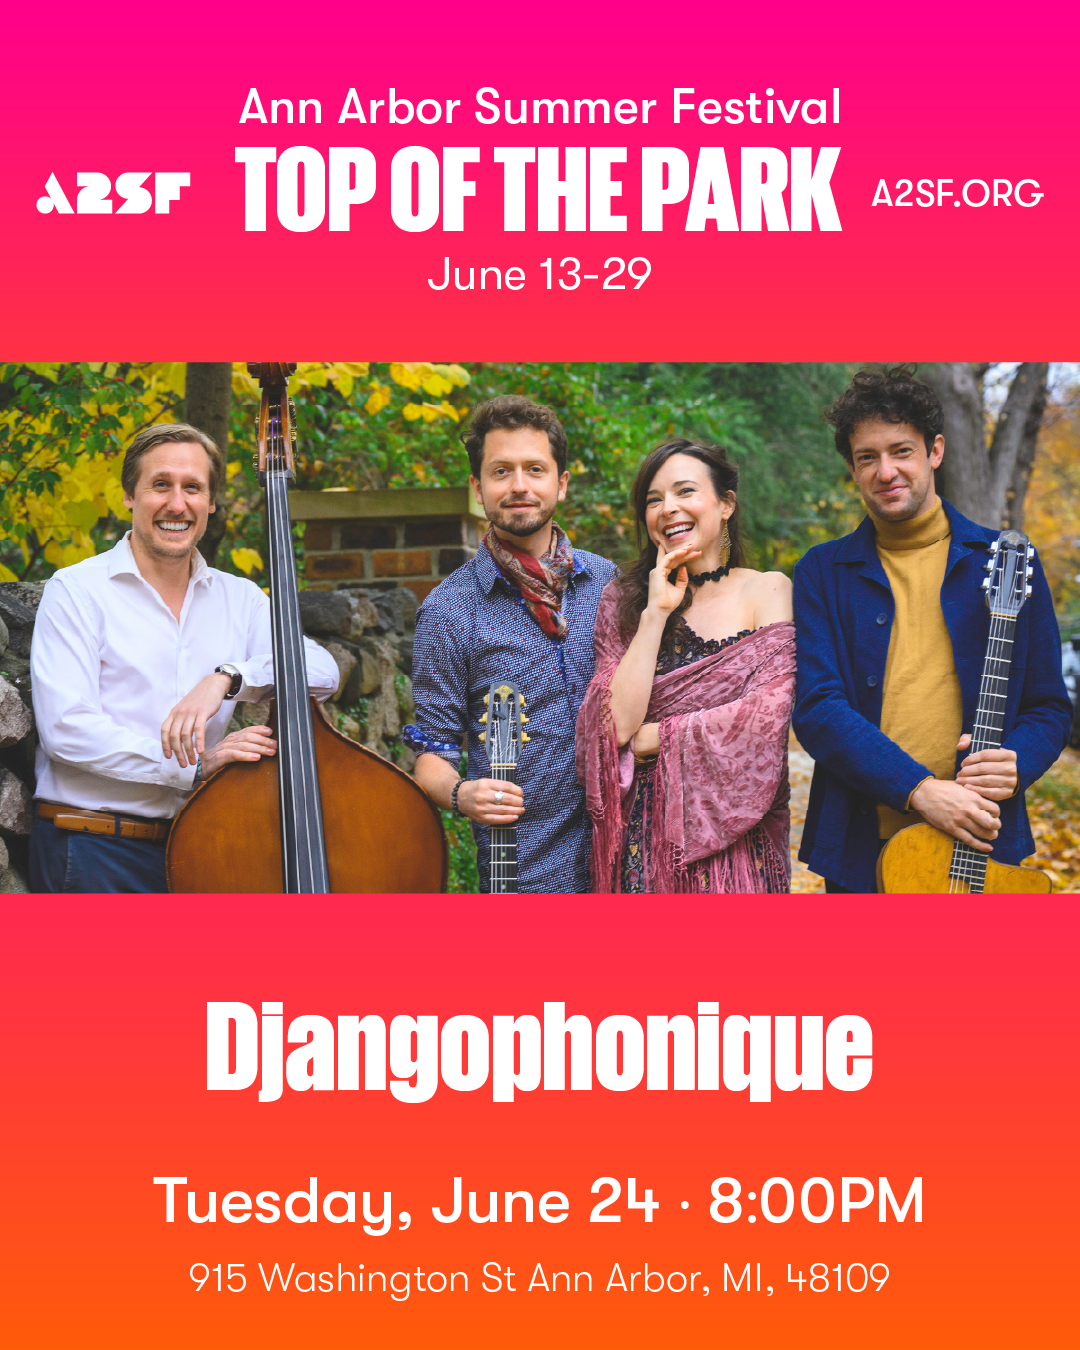 Ann Arbor Summer Festival
A2SF
TOP OF THE PARK
A2SF.ORG
June 13-29
Djangophonique
Tuesday, June 24 · 8:00PM
915 Washington St Ann Arbor, MI, 48109